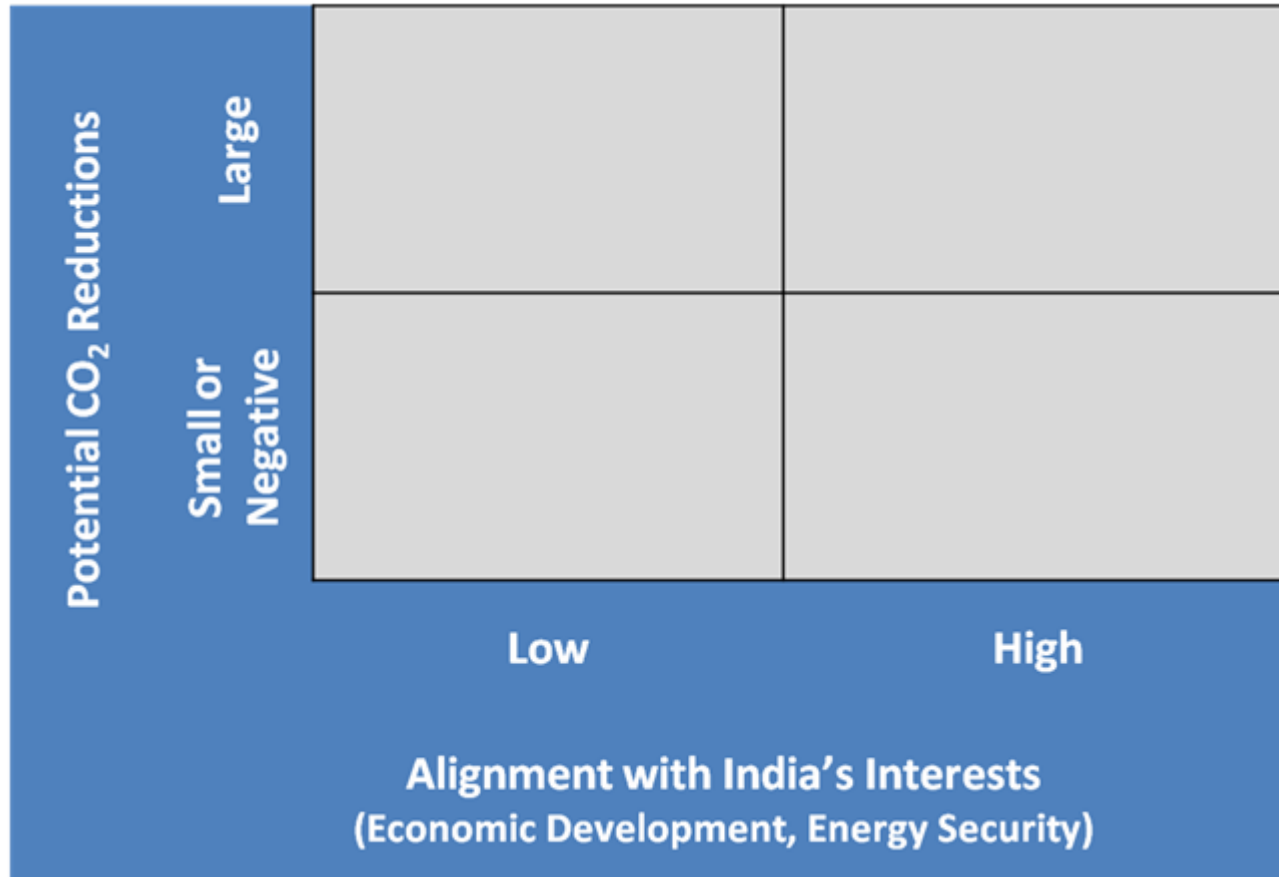 Potential CO₂ Reductions
Large
Small or
Negative
Low
High
Alignment with India’s Interests
(Economic Development, Energy Security)